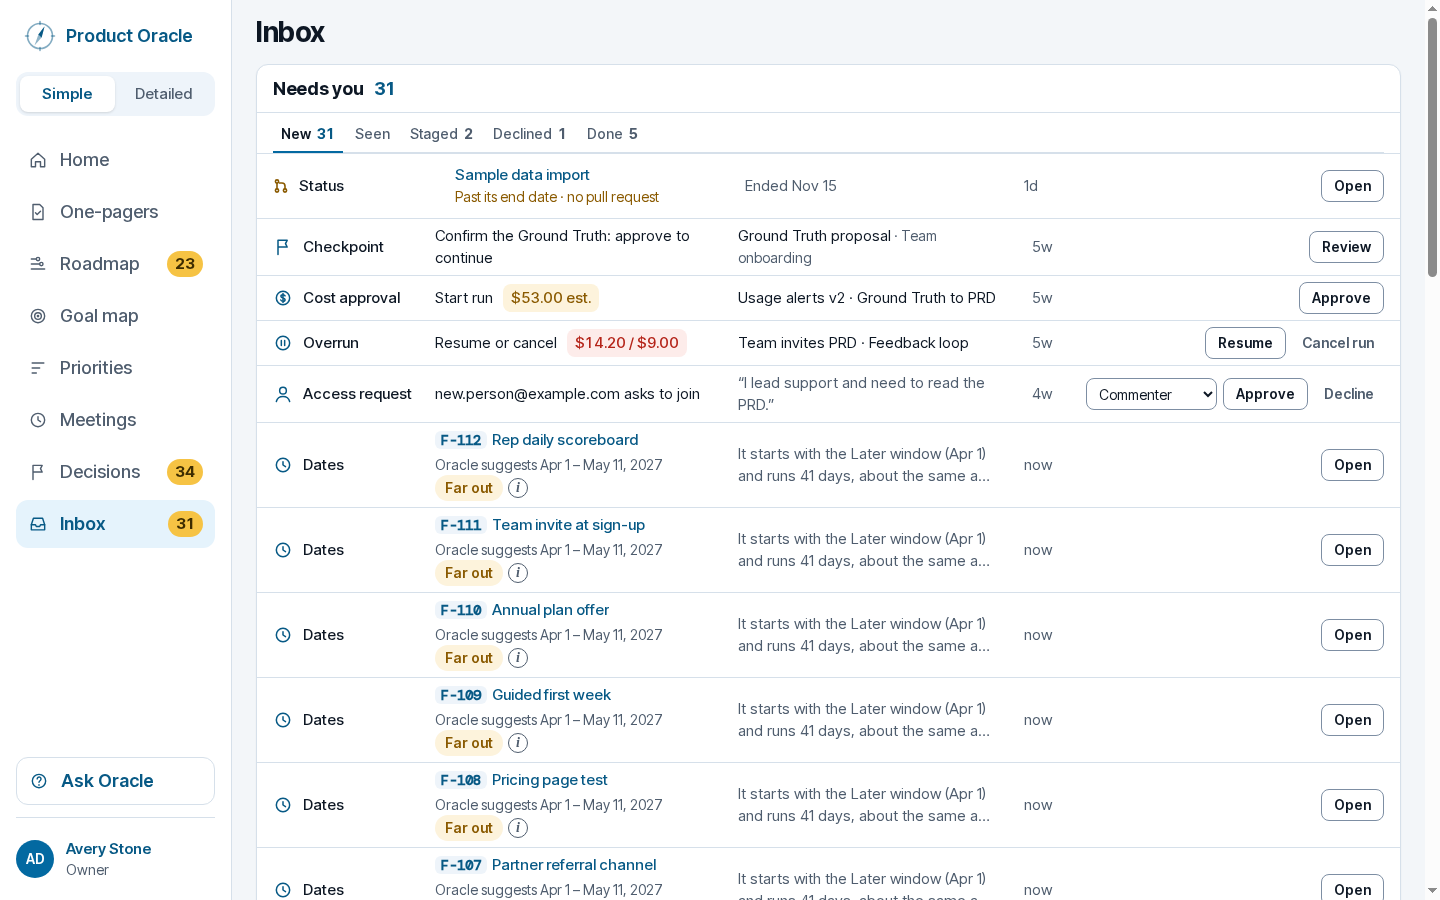 Product Oracle
Simple
Detailed
Home
One-pagers
Roadmap 23
Goal map
Priorities
Meetings
Decisions 34
Inbox 31
Ask Oracle
AD
Avery Stone
Owner
Inbox
Needs you 31
New 31 Seen Staged 2 Declined 1 Done 5
Status
Sample data import
Past its end date · no pull request
Ended Nov 15
1d
Open
Checkpoint
Confirm the Ground Truth: approve to
continue
Ground Truth proposal · Team
onboarding
5w
Review
Cost approval
Start run $53.00 est.
Usage alerts v2 · Ground Truth to PRD
5w
Approve
Overrun
Resume or cancel $14.20 / $9.00
Team invites PRD · Feedback loop
5w
Resume
Cancel run
Access request
new.person@example.com asks to join
“I lead support and need to read the
PRD.”
4w
Commenter
Approve
Decline
Dates
F-112 Rep daily scoreboard
Oracle suggests Apr 1 – May 11, 2027
Far out i
It starts with the Later window (Apr 1)
and runs 41 days, about the same a...
now
Open
Dates
F-111 Team invite at sign-up
Oracle suggests Apr 1 – May 11, 2027
Far out i
It starts with the Later window (Apr 1)
and runs 41 days, about the same a...
now
Open
Dates
F-110 Annual plan offer
Oracle suggests Apr 1 – May 11, 2027
Far out i
It starts with the Later window (Apr 1)
and runs 41 days, about the same a...
now
Open
Dates
F-109 Guided first week
Oracle suggests Apr 1 – May 11, 2027
Far out i
It starts with the Later window (Apr 1)
and runs 41 days, about the same a...
now
Open
Dates
F-108 Pricing page test
Oracle suggests Apr 1 – May 11, 2027
Far out i
It starts with the Later window (Apr 1)
and runs 41 days, about the same a...
now
Open
Dates
F-107 Partner referral channel
Oracle suggests Apr 1 – May 11, 2027
It starts with the Later window (Apr 1)
and runs 41 days, about the same a...
now
Open